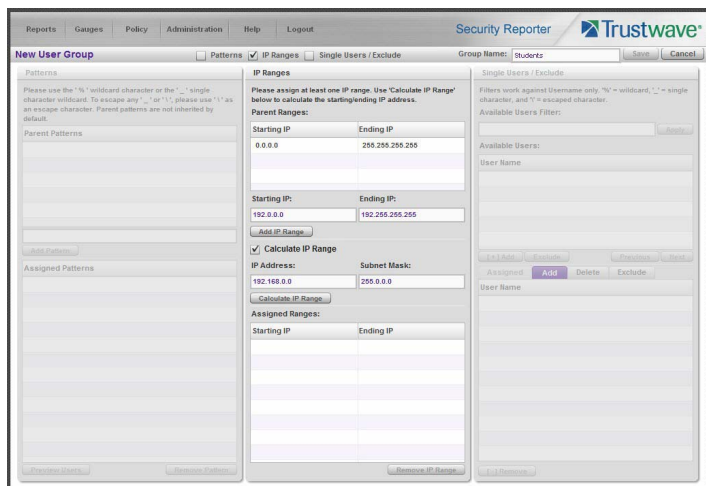 Reports Gauges Policy Administration Help Logout
Security Reporter
Trustwave®
New User Group
Patterns IP Ranges Single Users / Exclude
Group Name: Students
Save Cancel
Patterns
Please use the ' % ' wildcard character or the ' _ ' single
character wildcard. To escape any ' _ ' or ' \ ', please use ' \ ' as
an escape character. Parent patterns are not inherited by
default.
Parent Patterns
Add Pattern
Assigned Patterns
Preview Users Remove Pattern
IP Ranges
Please assign at least one IP range. Use 'Calculate IP Range'
below to calculate the starting/ending IP address.
Parent Ranges:
Starting IP Ending IP
0.0.0.0 255.255.255.255
Starting IP: Ending IP:
192.0.0.0 192.255.255.255
Add IP Range
Calculate IP Range
IP Address: Subnet Mask:
192.168.0.0 255.0.0.0
Calculate IP Range
Assigned Ranges:
Starting IP Ending IP
Remove IP Range
Single Users / Exclude
Filters work against Username only. '%' = wildcard, '_' = single
character, and '\' = escaped character.
Available Users Filter:
Apply
Available Users:
User Name
[+] Add Exclude Previous Next
Assigned Add Delete Exclude
User Name
[-] Remove